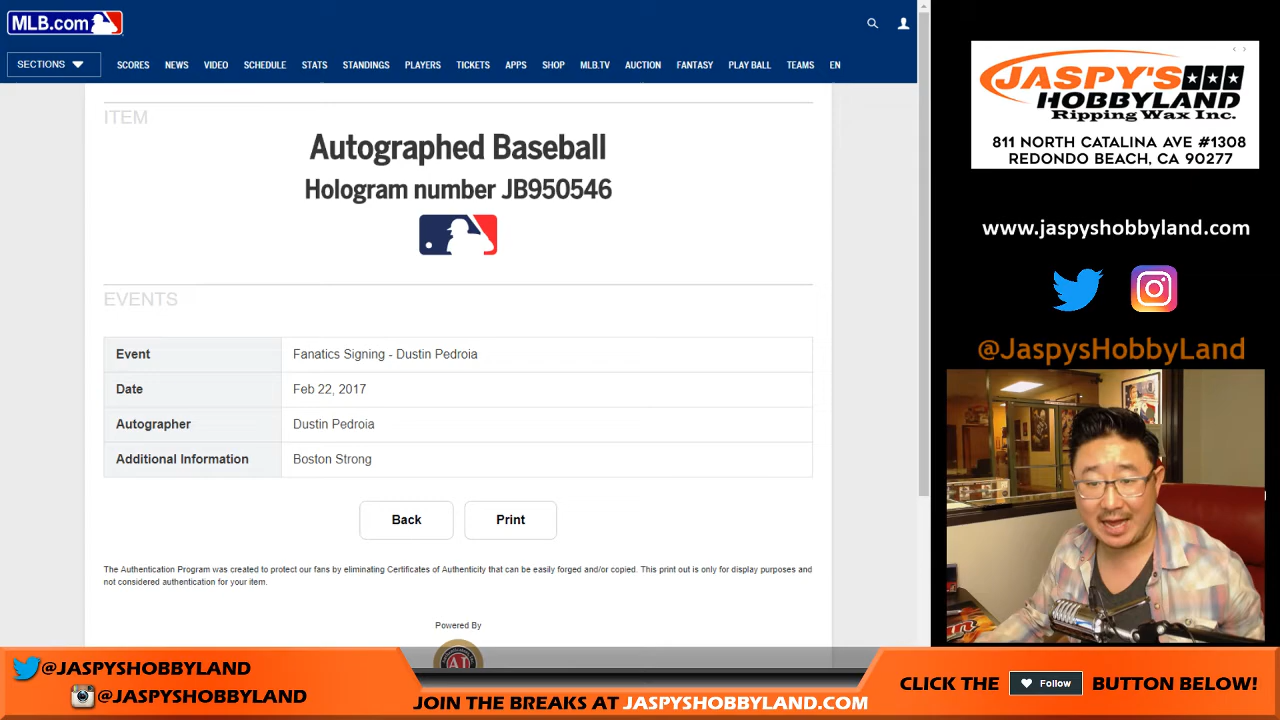 MLB.com
SECTIONS
SCORES NEWS VIDEO SCHEDULE STATS STANDINGS PLAYERS TICKETS APPS SHOP MLB.TV AUCTION FANTASY PLAY BALL TEAMS EN
ITEM
Autographed Baseball
Hologram number JB950546
EVENTS
Event Fanatics Signing - Dustin Pedroia
Date Feb 22, 2017
Autographer Dustin Pedroia
Additional Information Boston Strong
Back Print
The Authentication Program was created to protect our fans by eliminating Certificates of Authenticity that can be easily forged and/or copied. This print out is only for display purposes and
not considered authentication for your item.
Powered By
JASPY'S
HOBBYLAND
Ripping Wax Inc.
811 NORTH CATALINA AVE #1308
REDONDO BEACH, CA 90277
www.jaspyshobbyland.com
@JaspysHobbyLand
@JASPYSHOBBYLAND
@JASPYSHOBBYLAND
JOIN THE BREAKS AT JASPYSHOBBYLAND.COM
CLICK THE Follow BUTTON BELOW!